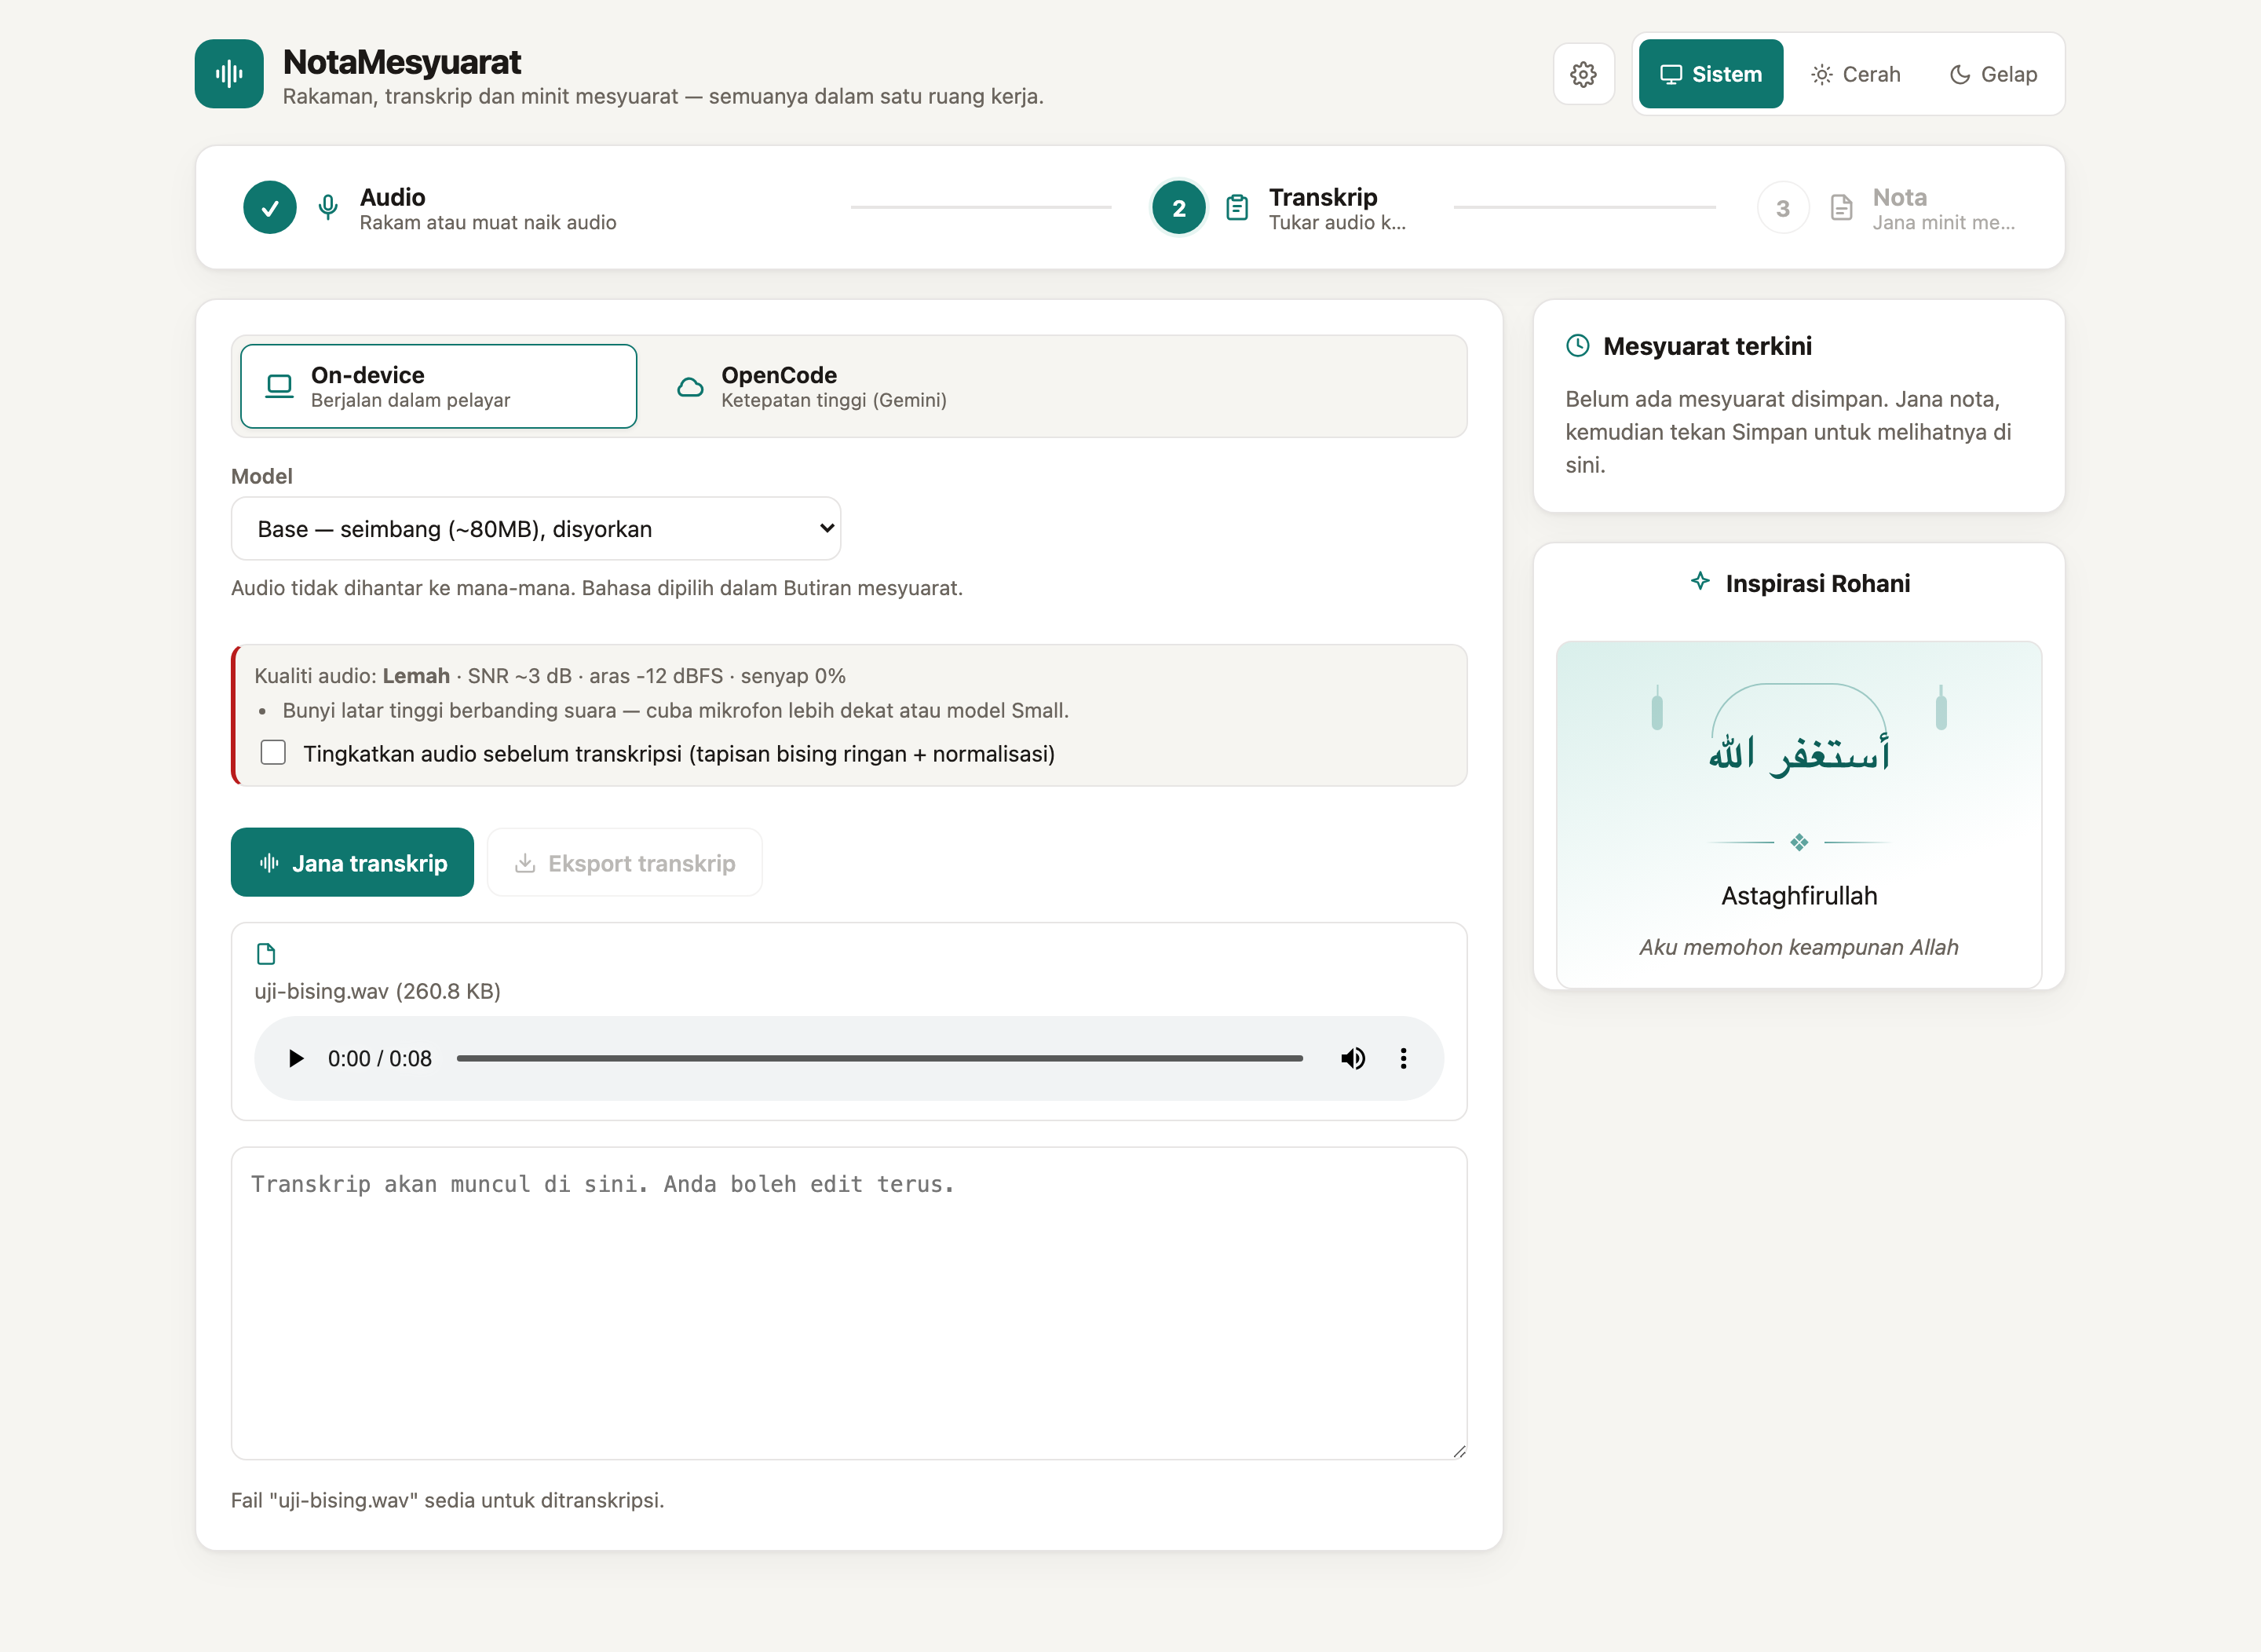 NotaMesyuarat
Rakaman, transkrip dan minit mesyuarat — semuanya dalam satu ruang kerja.
Sistem
Cerah
Gelap
Audio
Rakam atau muat naik audio
2
Transkrip
Tukar audio k...
3
Nota
Jana minit me...
On-device
Berjalan dalam pelayar
OpenCode
Ketepatan tinggi (Gemini)
Model
Base — seimbang (~80MB), disyorkan
Audio tidak dihantar ke mana-mana. Bahasa dipilih dalam Butiran mesyuarat.
Kualiti audio: Lemah · SNR ~3 dB · aras -12 dBFS · senyap 0%
• Bunyi latar tinggi berbanding suara — cuba mikrofon lebih dekat atau model Small.
Tingkatkan audio sebelum transkripsi (tapisan bising ringan + normalisasi)
Jana transkrip
Eksport transkrip
uji-bising.wav (260.8 KB)
0:00 / 0:08
Transkrip akan muncul di sini. Anda boleh edit terus.
Fail "uji-bising.wav" sedia untuk ditranskripsi.
Mesyuarat terkini
Belum ada mesyuarat disimpan. Jana nota,
kemudian tekan Simpan untuk melihatnya di
sini.
Inspirasi Rohani
أستغفر الله
Astaghfirullah
Aku memohon keampunan Allah